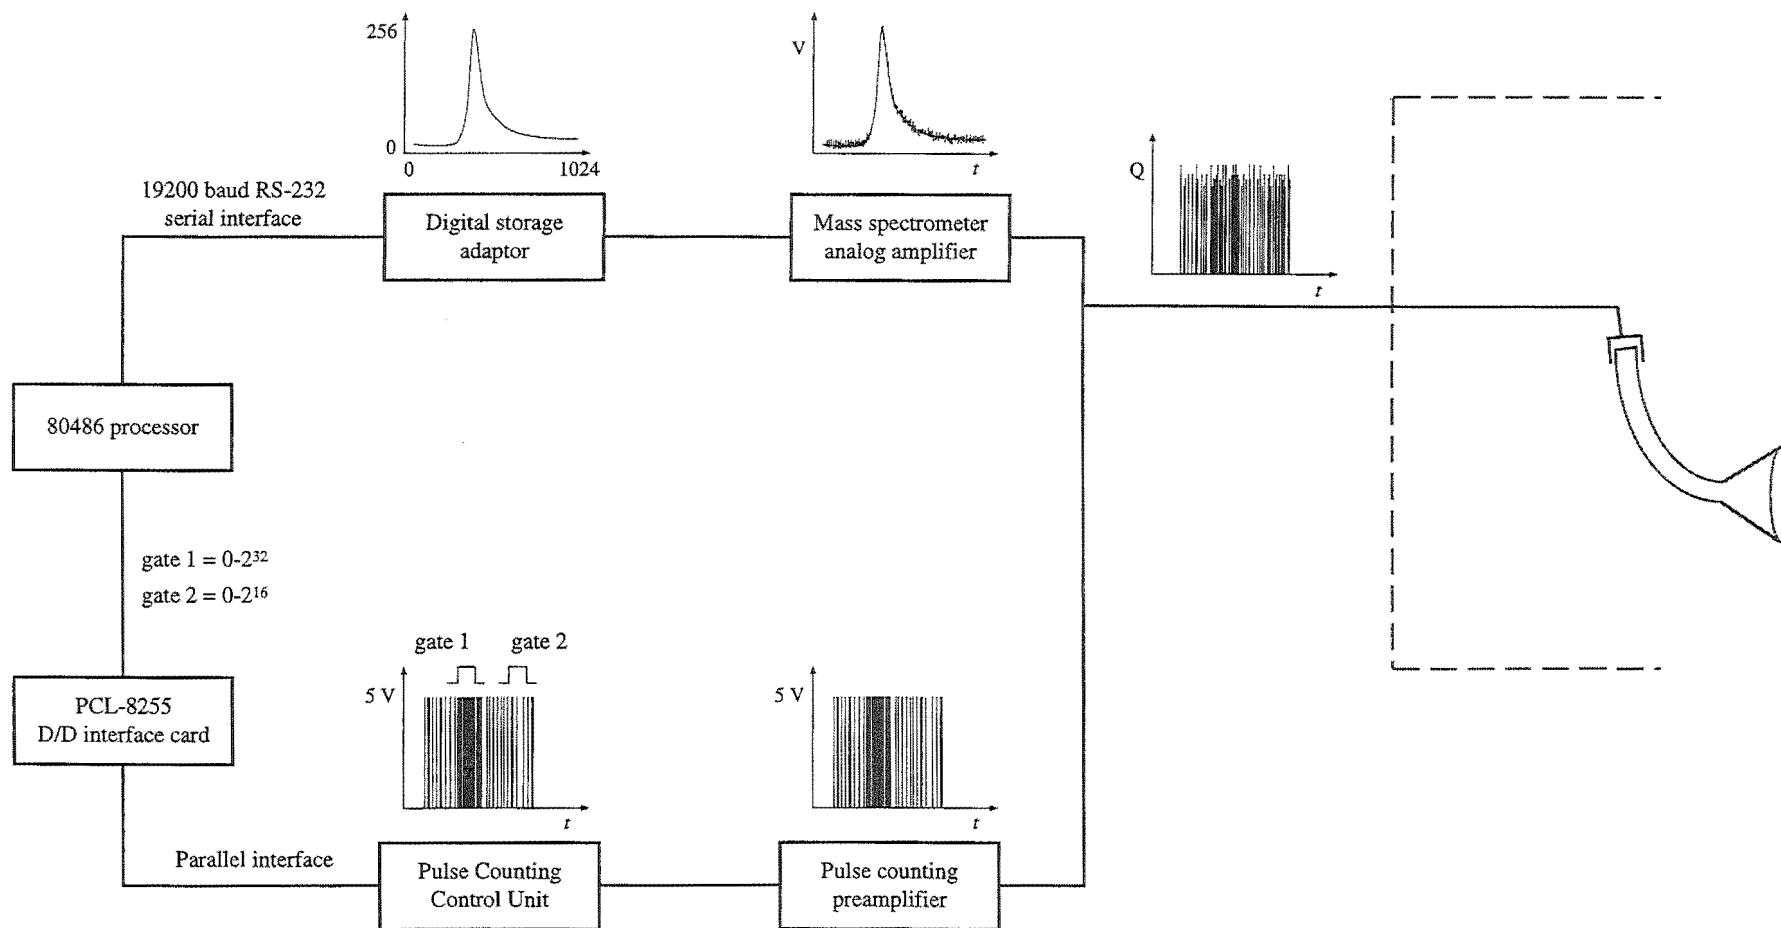 256
0
0
1024
V
t
Q
t
19200 baud RS-232
serial interface
Digital storage
adaptor
Mass spectrometer
analog amplifier
80486 processor
gate 1 = 0-2³²
gate 2 = 0-2¹⁶
gate 1
gate 2
5 V
t
5 V
t
PCL-8255
D/D interface card
Parallel interface
Pulse Counting
Control Unit
Pulse counting
preamplifier